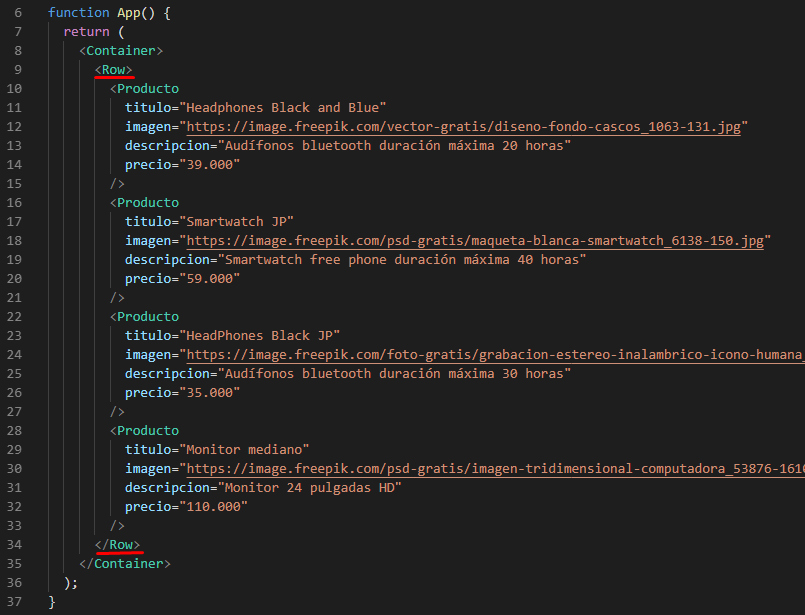 6 function App() {
7 return (
8 <Container>
9 <Row>
10 <Producto
11 titulo="Headphones Black and Blue"
12 imagen="https://image.freepik.com/vector-gratis/diseno-fondo-cascos_1063-131.jpg"
13 descripcion="Audífonos bluetooth duración máxima 20 horas"
14 precio="39.000"
15 />
16 <Producto
17 titulo="Smartwatch JP"
18 imagen="https://image.freepik.com/psd-gratis/maqueta-blanca-smartwatch_6138-150.jpg"
19 descripcion="Smartwatch free phone duración máxima 40 horas"
20 precio="59.000"
21 />
22 <Producto
23 titulo="HeadPhones Black JP"
24 imagen="https://image.freepik.com/foto-gratis/grabacion-estereo-inalambrico-icono-humana_
25 descripcion="Audífonos bluetooth duración máxima 30 horas"
26 precio="35.000"
27 />
28 <Producto
29 titulo="Monitor mediano"
30 imagen="https://image.freepik.com/psd-gratis/imagen-tridimensional-computadora_53876-1610
31 descripcion="Monitor 24 pulgadas HD"
32 precio="110.000"
33 />
34 </Row>
35 </Container>
36 );
37 }